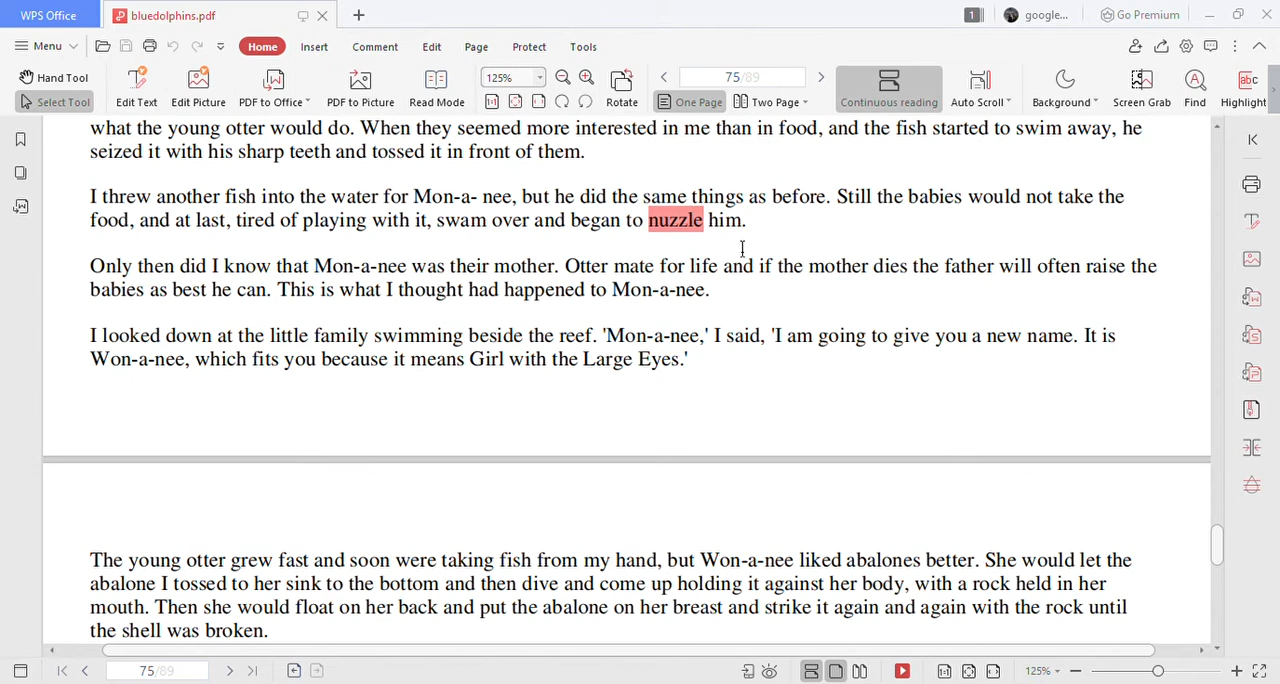 WPS Office
bluedolphins.pdf
1
google...
Go Premium
Menu
Home
Insert
Comment
Edit
Page
Protect
Tools
Hand Tool
Select Tool
Edit Text
Edit Picture
PDF to Office
PDF to Picture
Read Mode
125%
Rotate
75/89
One Page
Two Page
Continuous reading
Auto Scroll
Background
Screen Grab
Find
Highlight
what the young otter would do. When they seemed more interested in me than in food, and the fish started to swim away, he
seized it with his sharp teeth and tossed it in front of them.
I threw another fish into the water for Mon-a- nee, but he did the same things as before. Still the babies would not take the
food, and at last, tired of playing with it, swam over and began to nuzzle him.
Only then did I know that Mon-a-nee was their mother. Otter mate for life and if the mother dies the father will often raise the
babies as best he can. This is what I thought had happened to Mon-a-nee.
I looked down at the little family swimming beside the reef. 'Mon-a-nee,' I said, 'I am going to give you a new name. It is
Won-a-nee, which fits you because it means Girl with the Large Eyes.'
The young otter grew fast and soon were taking fish from my hand, but Won-a-nee liked abalones better. She would let the
abalone I tossed to her sink to the bottom and then dive and come up holding it against her body, with a rock held in her
mouth. Then she would float on her back and put the abalone on her breast and strike it again and again with the rock until
the shell was broken.
75/89
125%